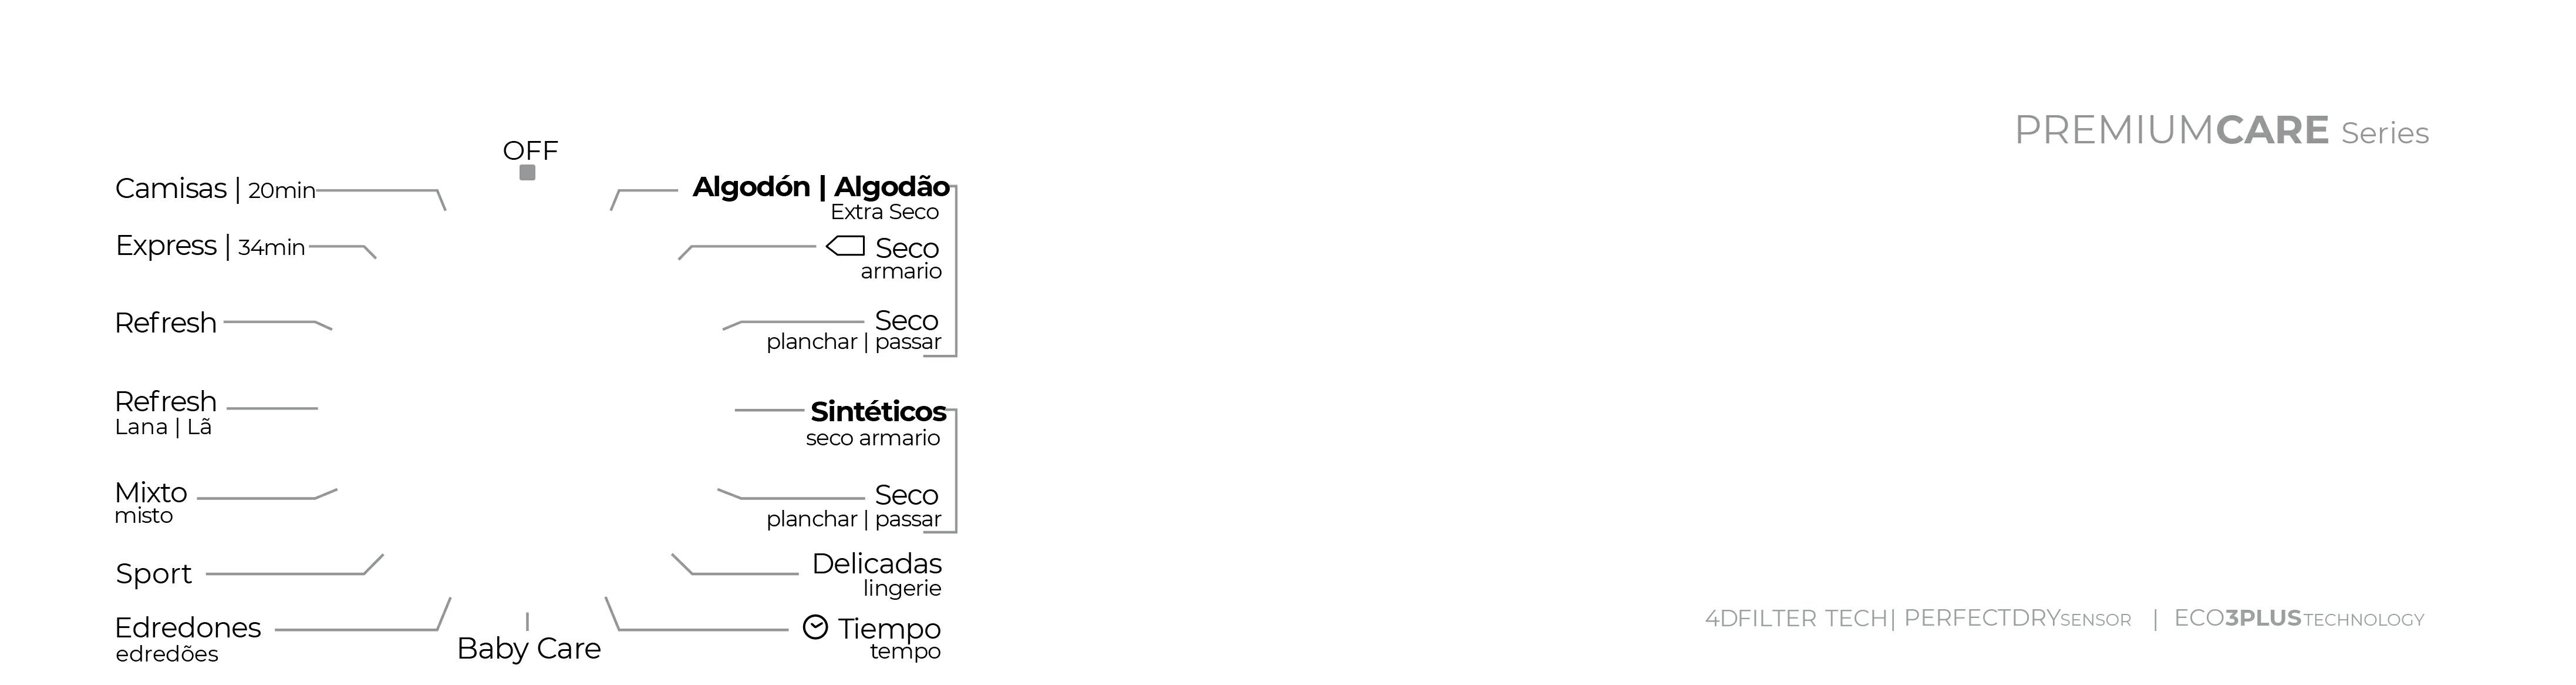 PREMIUMCARE Series
OFF
Camisas | 20min
Express | 34min
Refresh
Refresh
Lana | Lã
Mixto
misto
Sport
Edredones
edredões
Baby Care
Algodón | Algodão
Extra Seco
Seco
armario
Seco
planchar | passar
Sintéticos
seco armario
Seco
planchar | passar
Delicadas
lingerie
Tiempo
tempo
4DFILTER TECH| PERFECTDRYSENSOR | ECO3PLUSTECHNOLOGY